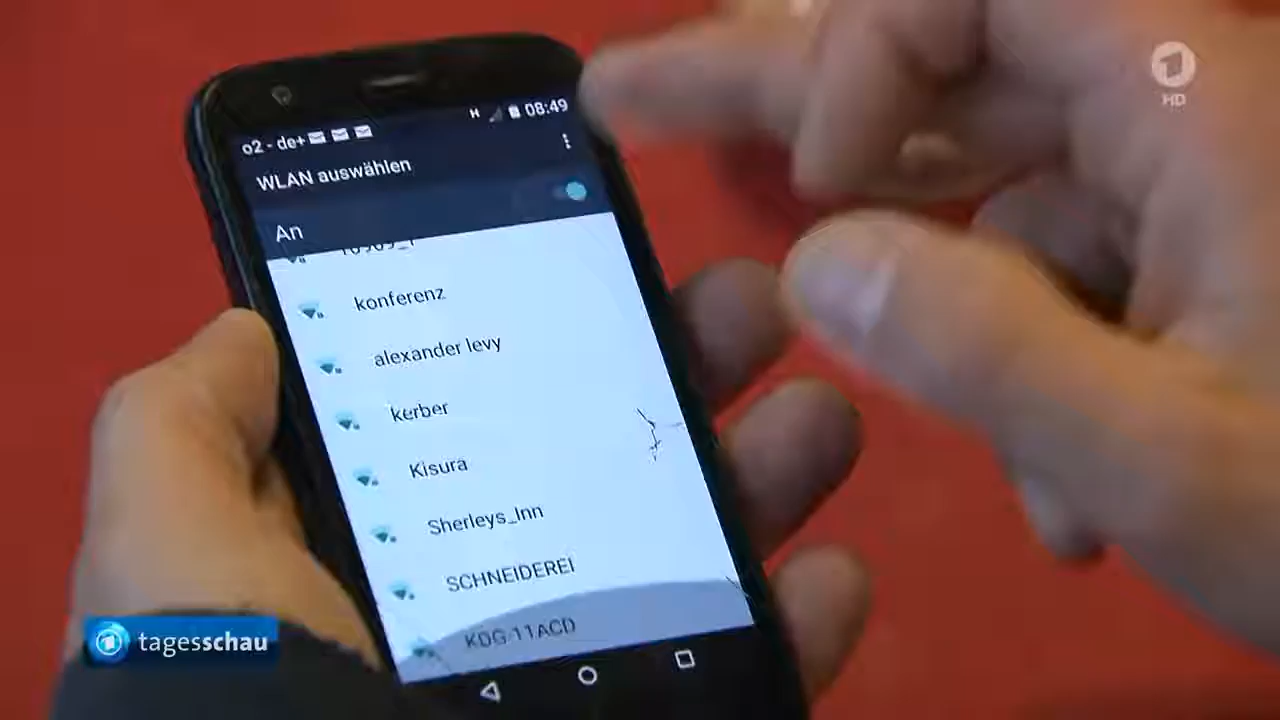 HD
o2 - de+
H
08:49
WLAN auswählen
An
konferenz
alexander levy
kerber
Kisura
Sherleys_Inn
SCHNEIDEREI
KDG-11ACD
tagesschau